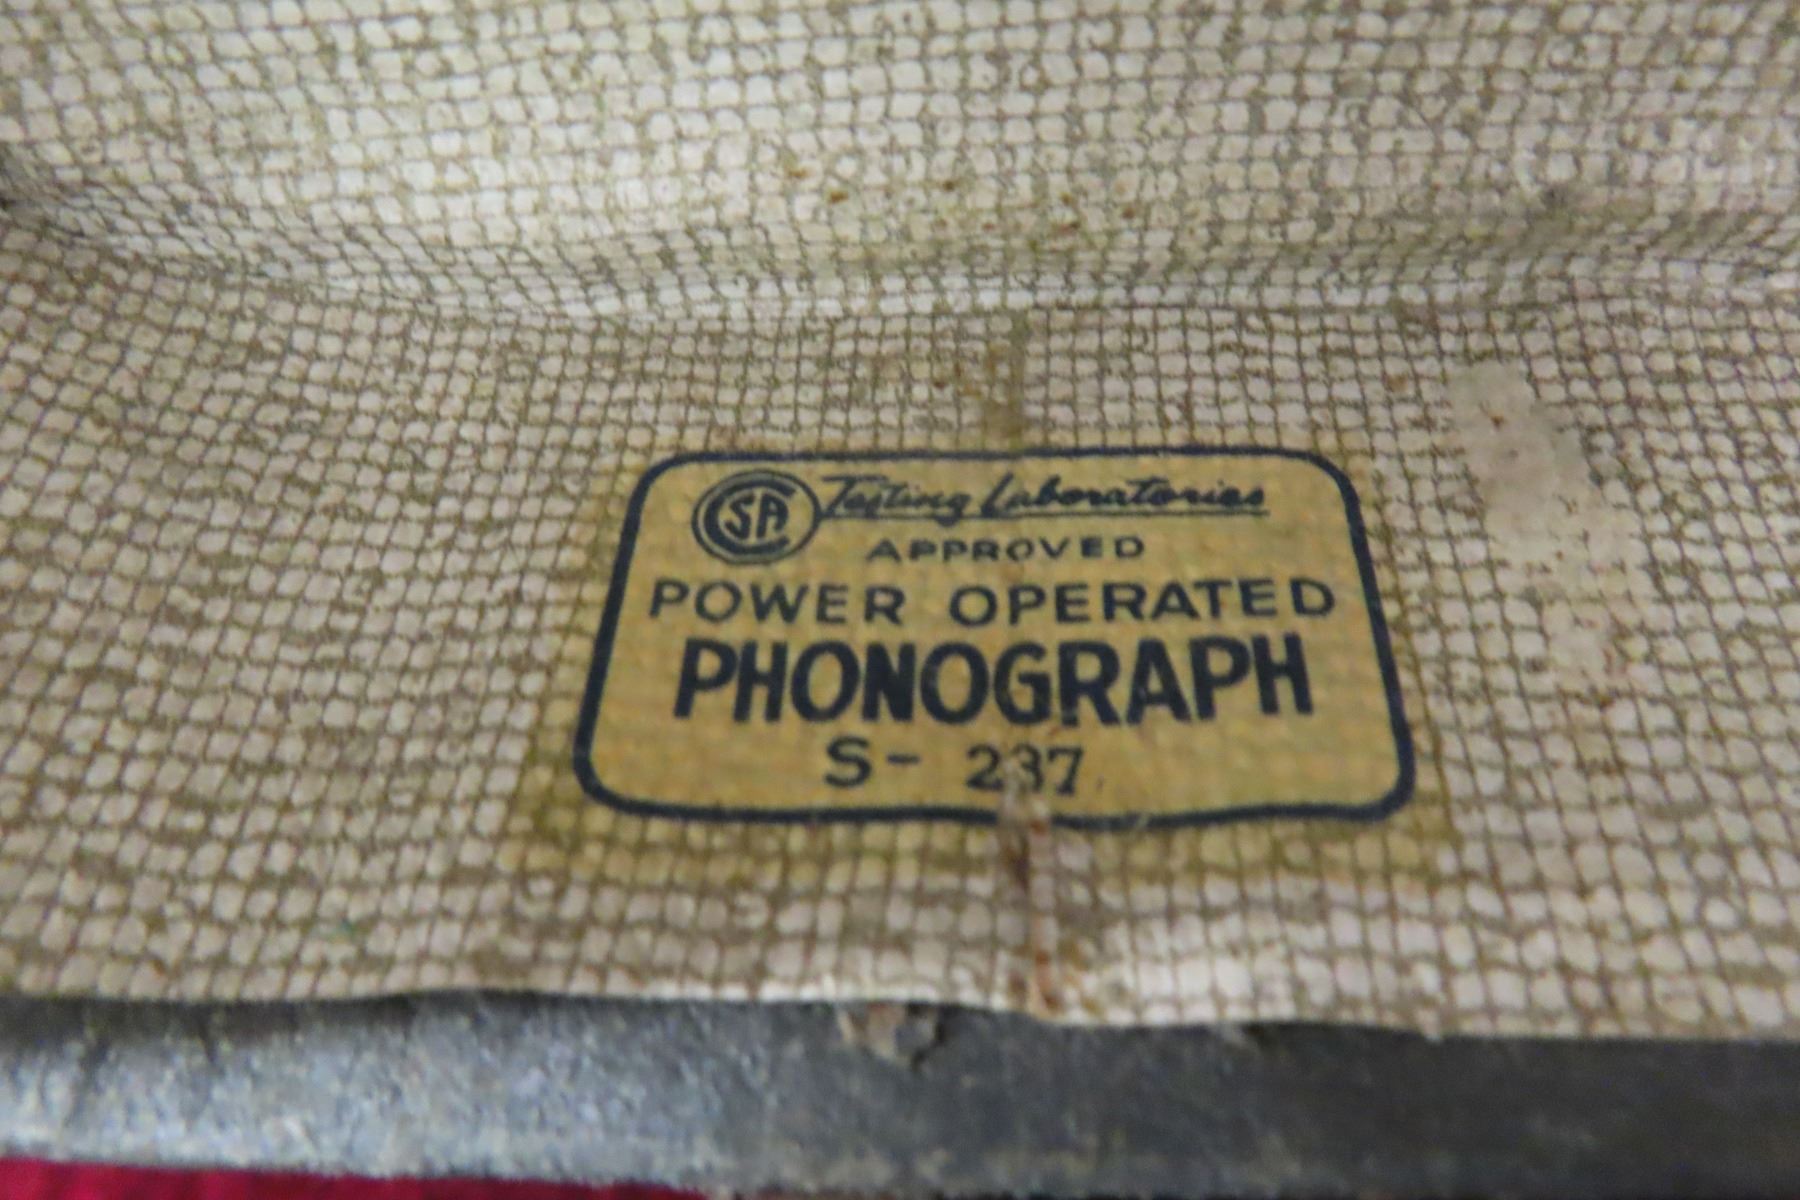 CSA Testing Laboratories
APPROVED
POWER OPERATED
PHONOGRAPH
S- 237